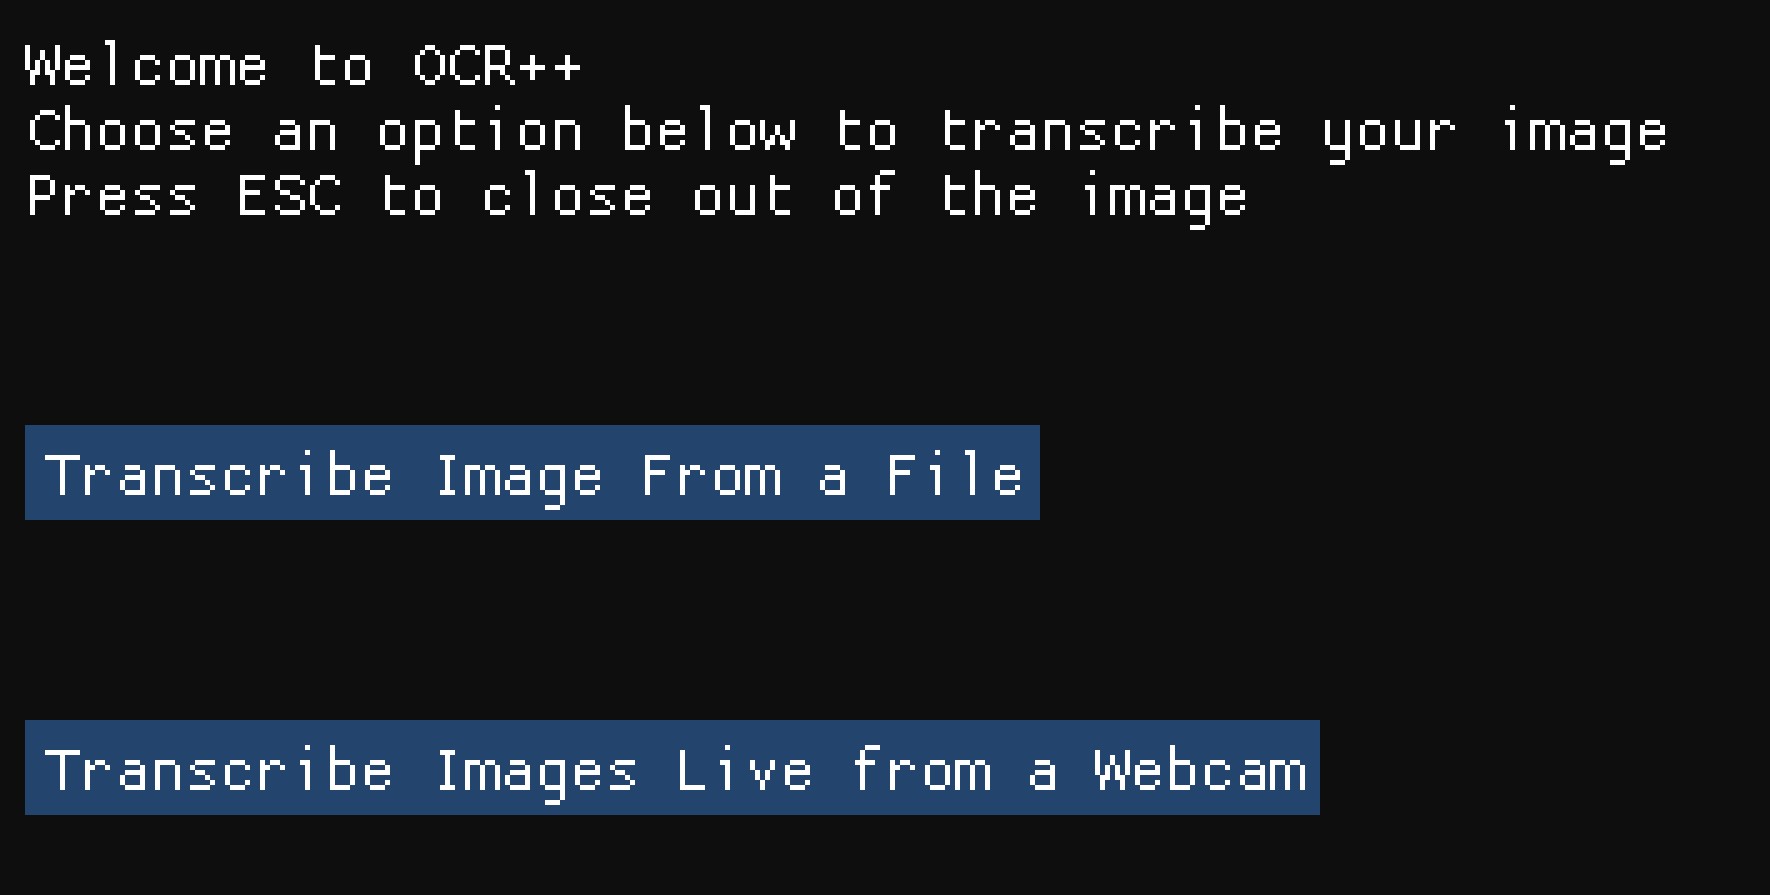 Welcome to OCR++
Choose an option below to transcribe your image
Press ESC to close out of the image
Transcribe Image From a File
Transcribe Images Live from a Webcam